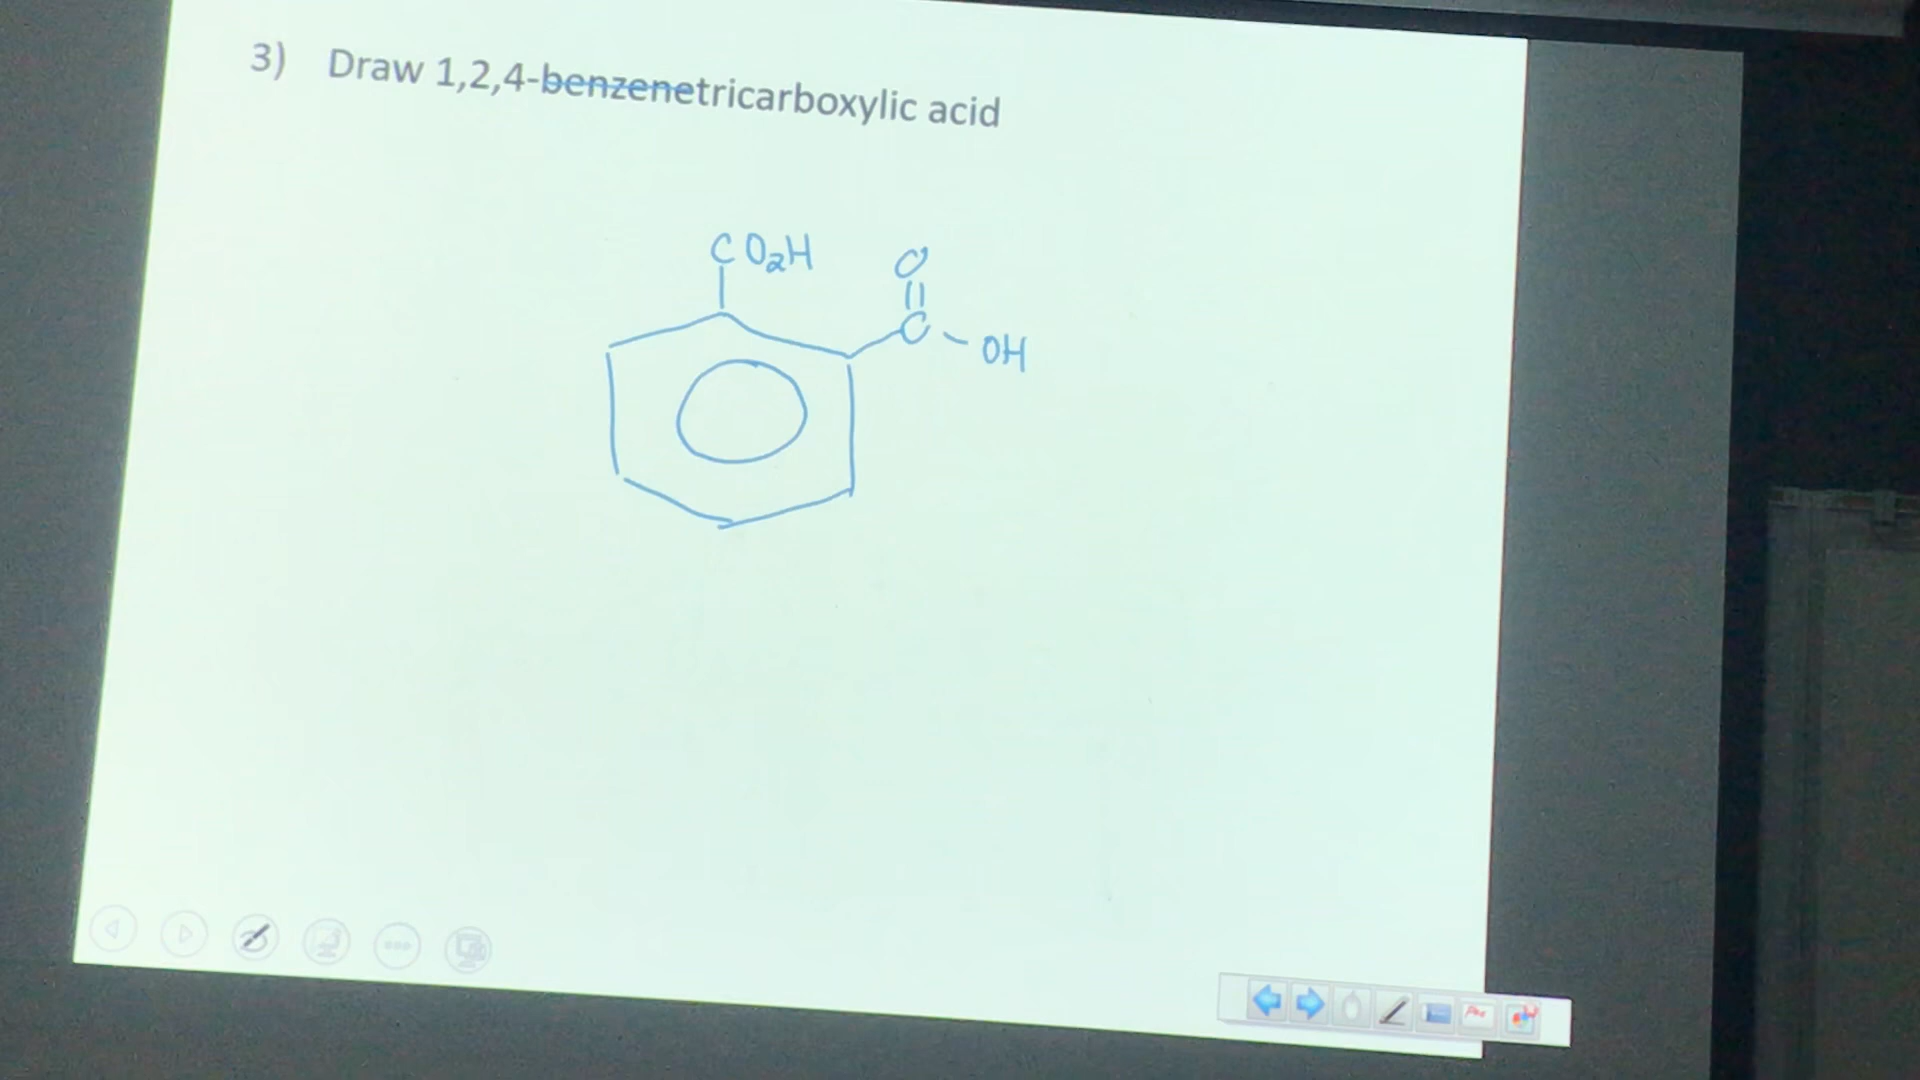 3) Draw 1,2,4-benzenetricarboxylic acid
CO₂H
O
C
OH